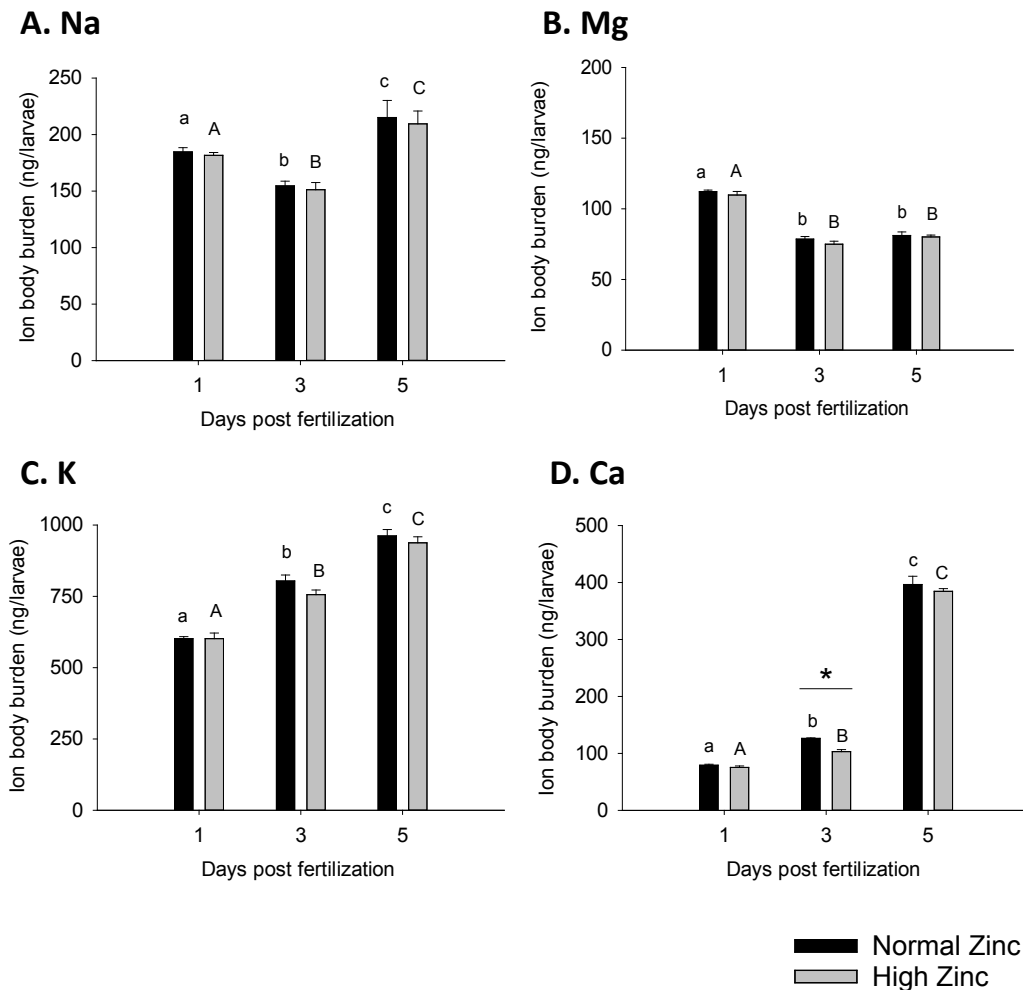 A. Na
Ion body burden (ng/larvae)
250
200
150
100
50
0
a
A
b
B
c
C
1
3
5
Days post fertilization
B. Mg
Ion body burden (ng/larvae)
200
150
100
50
0
a
A
b
B
b
B
1
3
5
Days post fertilization
C. K
Ion body burden (ng/larvae)
1000
750
500
250
0
a
A
b
B
c
C
1
3
5
Days post fertilization
D. Ca
Ion body burden (ng/larvae)
500
400
300
200
100
0
a
A
*
b
B
c
C
1
3
5
Days post fertilization
Normal Zinc
High Zinc